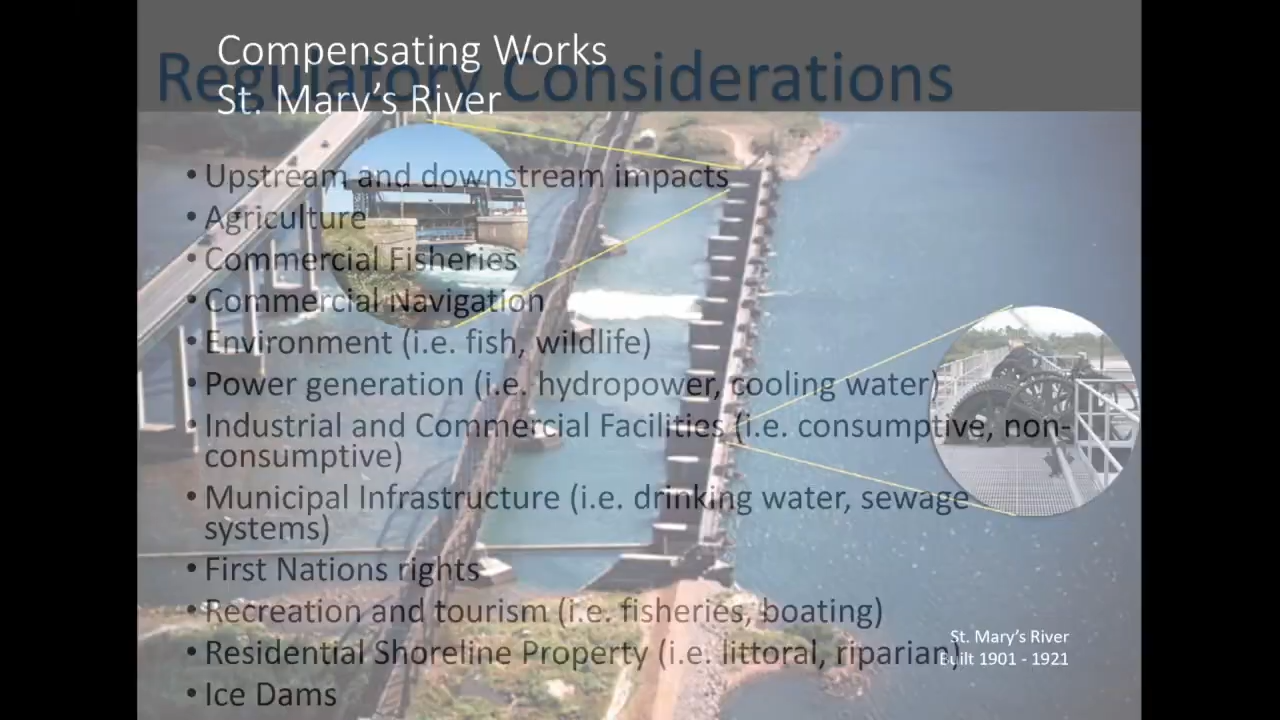 Compensating Works
St. Mary's River
Regulatory Considerations
• Upstream and downstream impacts
• Agriculture
• Commercial Fisheries
• Commercial Navigation
• Environment (i.e. fish, wildlife)
• Power generation (i.e. hydropower, cooling water)
• Industrial and Commercial Facilities (i.e. consumptive, non-
consumptive)
• Municipal Infrastructure (i.e. drinking water, sewage
systems)
• First Nations rights
• Recreation and tourism (i.e. fisheries, boating)
• Residential Shoreline Property (i.e. littoral, riparian)
• Ice Dams
St. Mary's River
Built 1901 - 1921